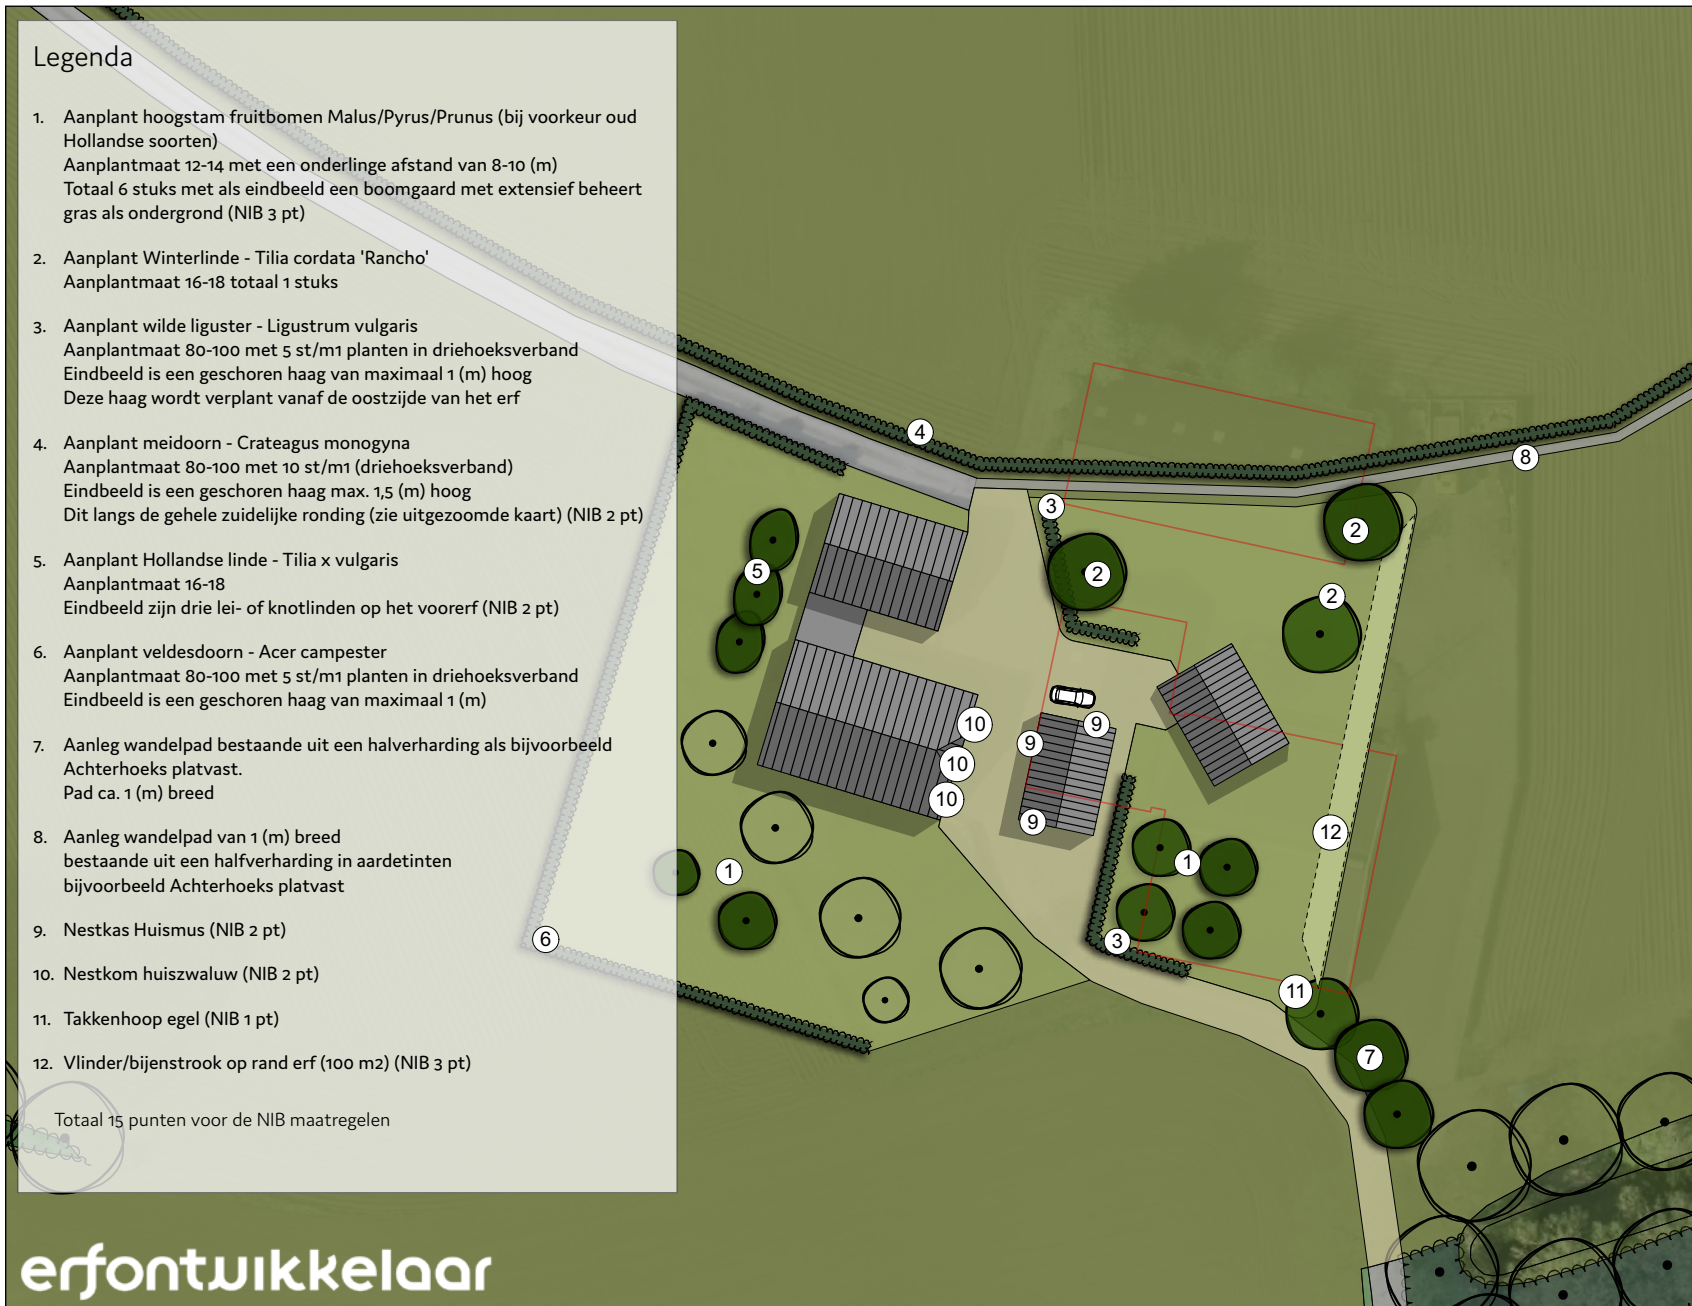 Legenda
1. Aanplant hoogstam fruitbomen Malus/Pyrus/Prunus (bij voorkeur oud
Hollandse soorten)
Aanplantmaat 12-14 met een onderlinge afstand van 8-10 (m)
Totaal 6 stuks met als eindbeeld een boomgaard met extensief beheert
gras als ondergrond (NIB 3 pt)
2. Aanplant Winterlinde - Tilia cordata 'Rancho'
Aanplantmaat 16-18 totaal 1 stuks
3. Aanplant wilde liguster - Ligustrum vulgaris
Aanplantmaat 80-100 met 5 st/m1 planten in driehoeksverband
Eindbeeld is een geschoren haag van maximaal 1 (m) hoog
Deze haag wordt verplant vanaf de oostzijde van het erf
4. Aanplant meidoorn - Crateagus monogyna
Aanplantmaat 80-100 met 10 st/m1 (driehoeksverband)
Eindbeeld is een geschoren haag max. 1,5 (m) hoog
Dit langs de gehele zuidelijke ronding (zie uitgezoomde kaart) (NIB 2 pt)
5. Aanplant Hollandse linde - Tilia x vulgaris
Aanplantmaat 16-18
Eindbeeld zijn drie lei- of knotlinden op het voorerf (NIB 2 pt)
6. Aanplant veldesdoorn - Acer campester
Aanplantmaat 80-100 met 5 st/m1 planten in driehoeksverband
Eindbeeld is een geschoren haag van maximaal 1 (m)
7. Aanleg wandelpad bestaande uit een halverharding als bijvoorbeeld
Achterhoeks platvast.
Pad ca. 1 (m) breed
8. Aanleg wandelpad van 1 (m) breed
bestaande uit een halfverharding in aardetinten
bijvoorbeeld Achterhoeks platvast
9. Nestkas Huismus (NIB 2 pt)
10. Nestkom huiszwaluw (NIB 2 pt)
11. Takkenhoop egel (NIB 1 pt)
12. Vlinder/bijenstrook op rand erf (100 m2) (NIB 3 pt)
Totaal 15 punten voor de NIB maatregelen
erfontwikkelaar
4
8
3
2
2
5
2
2
10
9
9
10
10
9
12
1
1
6
3
11
7